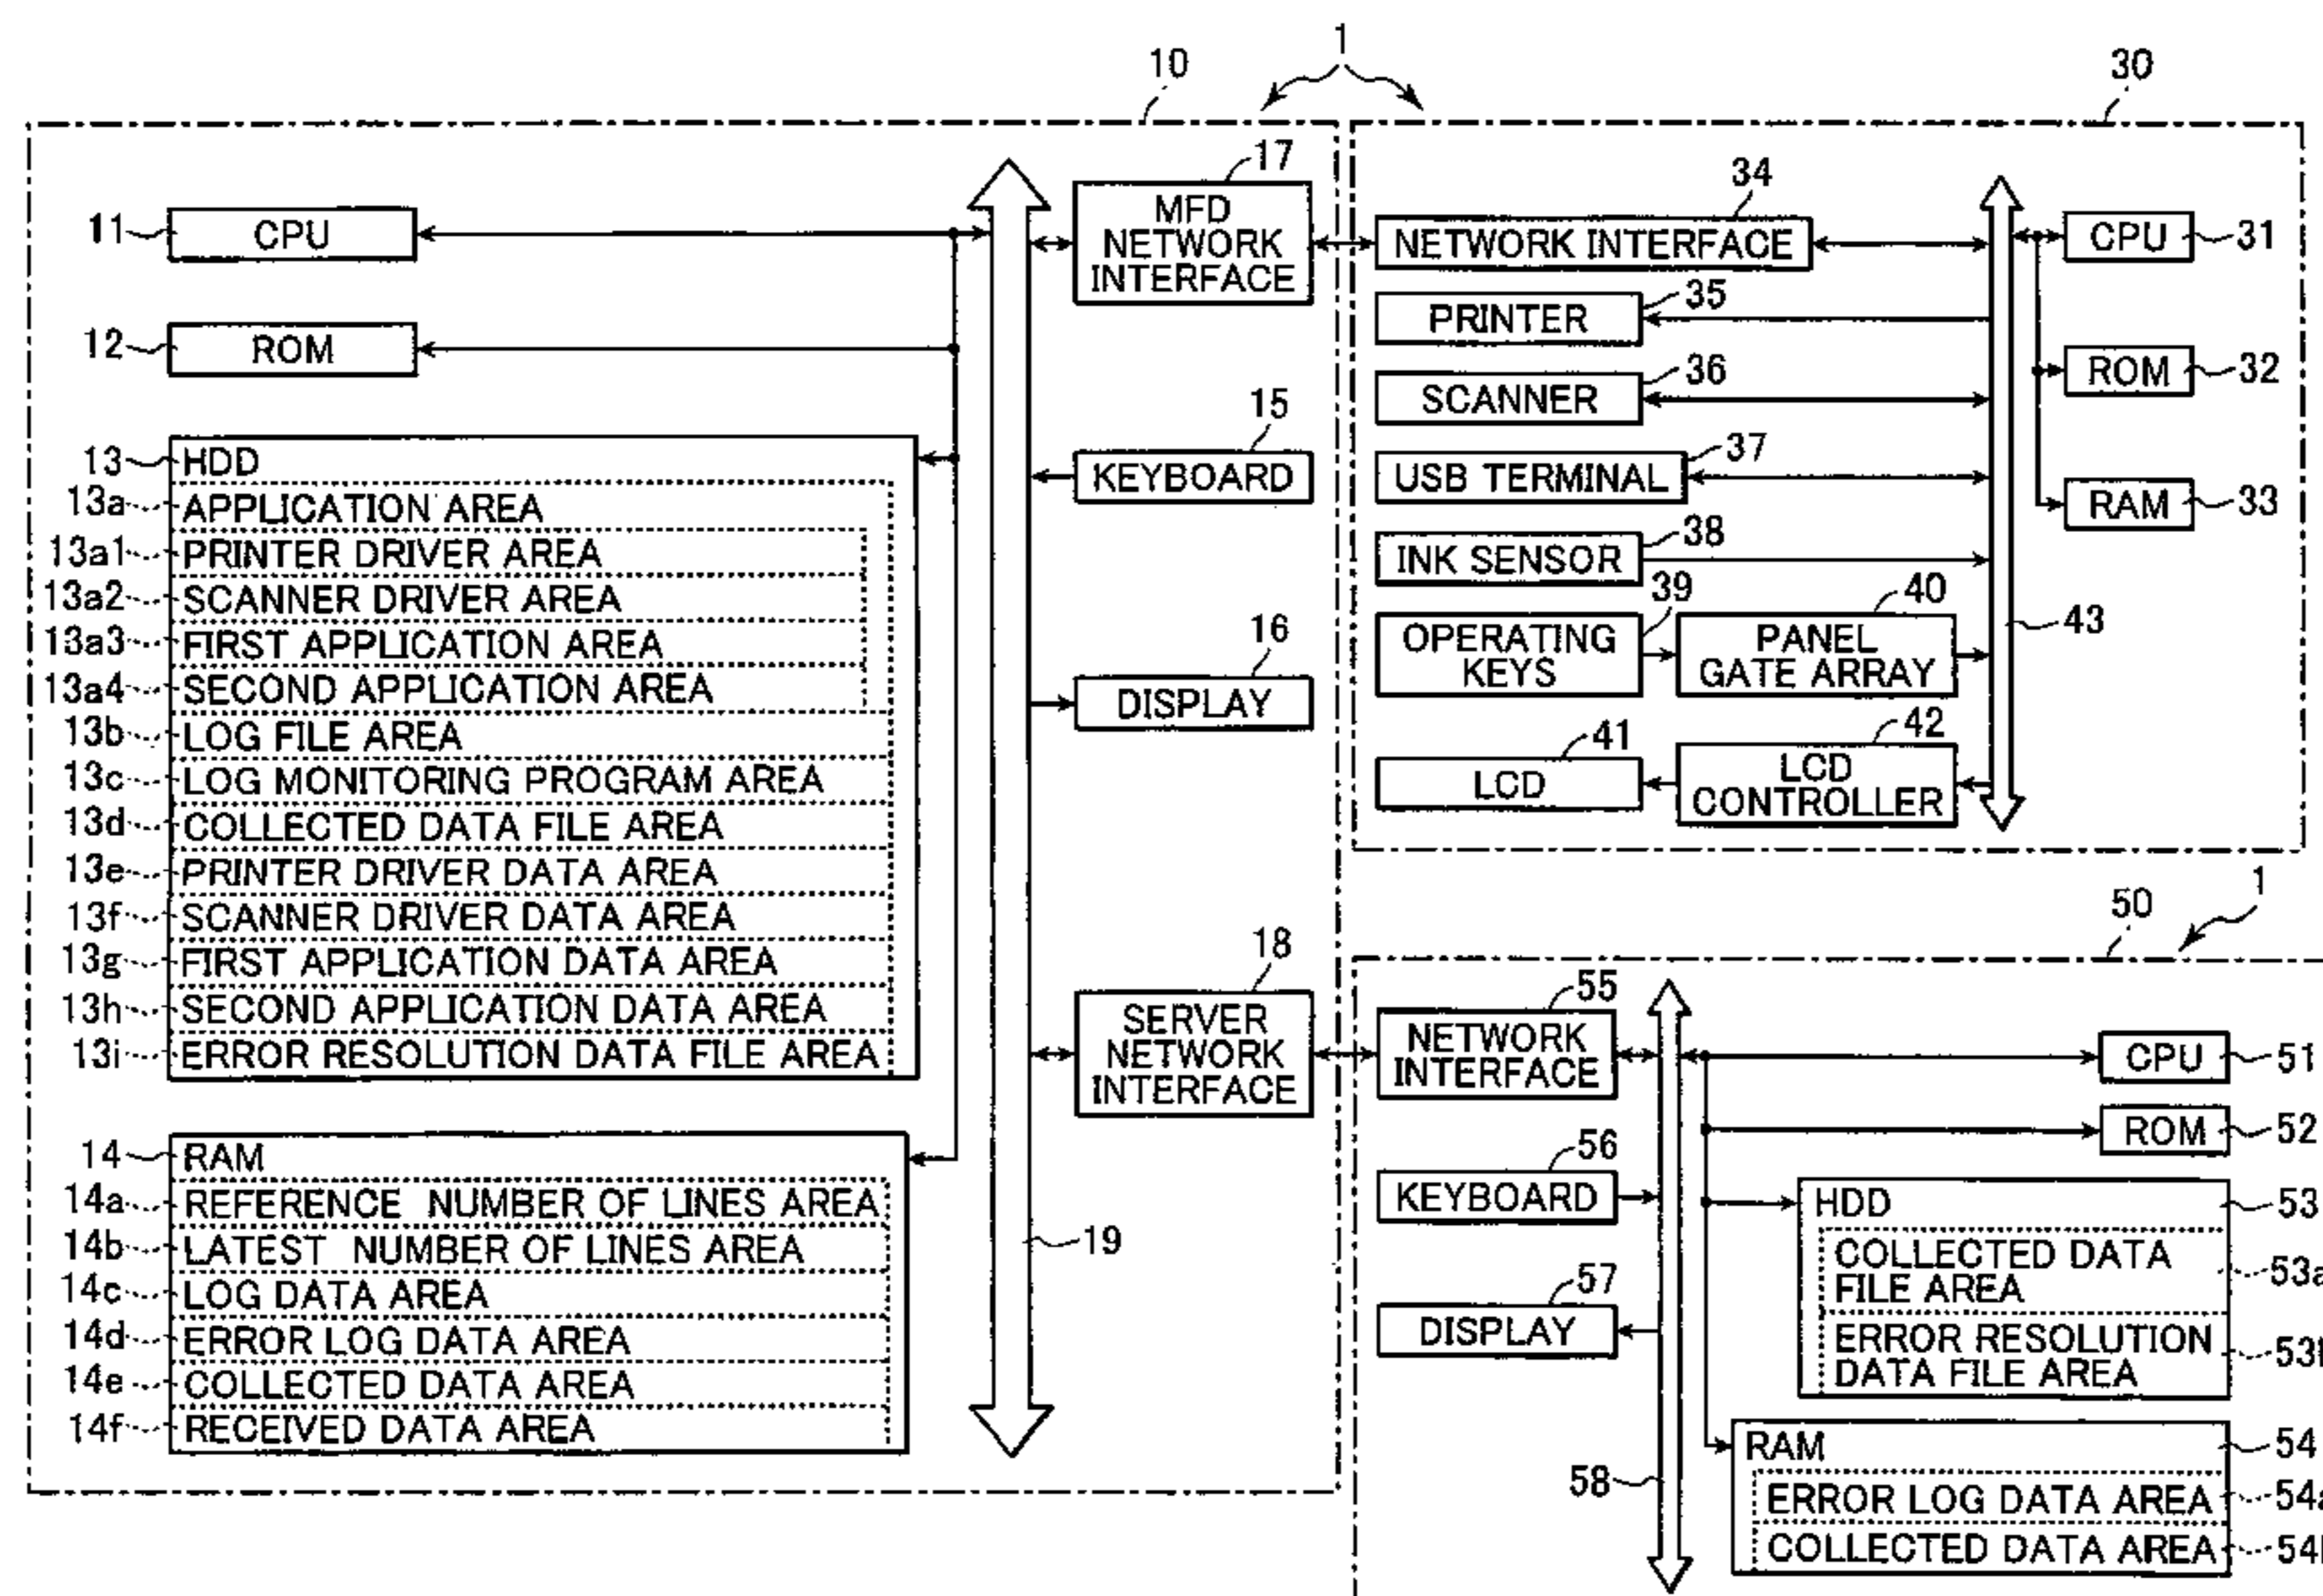 1
10
30
11
CPU
12
ROM
13
HDD
13a
APPLICATION AREA
13a1
PRINTER DRIVER AREA
13a2
SCANNER DRIVER AREA
13a3
FIRST APPLICATION AREA
13a4
SECOND APPLICATION AREA
13b
LOG FILE AREA
13c
LOG MONITORING PROGRAM AREA
13d
COLLECTED DATA FILE AREA
13e
PRINTER DRIVER DATA AREA
13f
SCANNER DRIVER DATA AREA
13g
FIRST APPLICATION DATA AREA
13h
SECOND APPLICATION DATA AREA
13i
ERROR RESOLUTION DATA FILE AREA
14
RAM
14a
REFERENCE NUMBER OF LINES AREA
14b
LATEST NUMBER OF LINES AREA
14c
LOG DATA AREA
14d
ERROR LOG DATA AREA
14e
COLLECTED DATA AREA
14f
RECEIVED DATA AREA
17
MFD
NETWORK
INTERFACE
15
KEYBOARD
16
DISPLAY
18
SERVER
NETWORK
INTERFACE
19
34
NETWORK INTERFACE
35
PRINTER
36
SCANNER
37
USB TERMINAL
38
INK SENSOR
39
OPERATING
KEYS
40
PANEL
GATE ARRAY
41
LCD
42
LCD
CONTROLLER
43
CPU
31
ROM
32
RAM
33
1
50
55
NETWORK
INTERFACE
56
KEYBOARD
57
DISPLAY
58
CPU
51
ROM
52
HDD
53
COLLECTED DATA
FILE AREA
53a
ERROR RESOLUTION
DATA FILE AREA
53
RAM
54
ERROR LOG DATA AREA
54a
COLLECTED DATA AREA
54